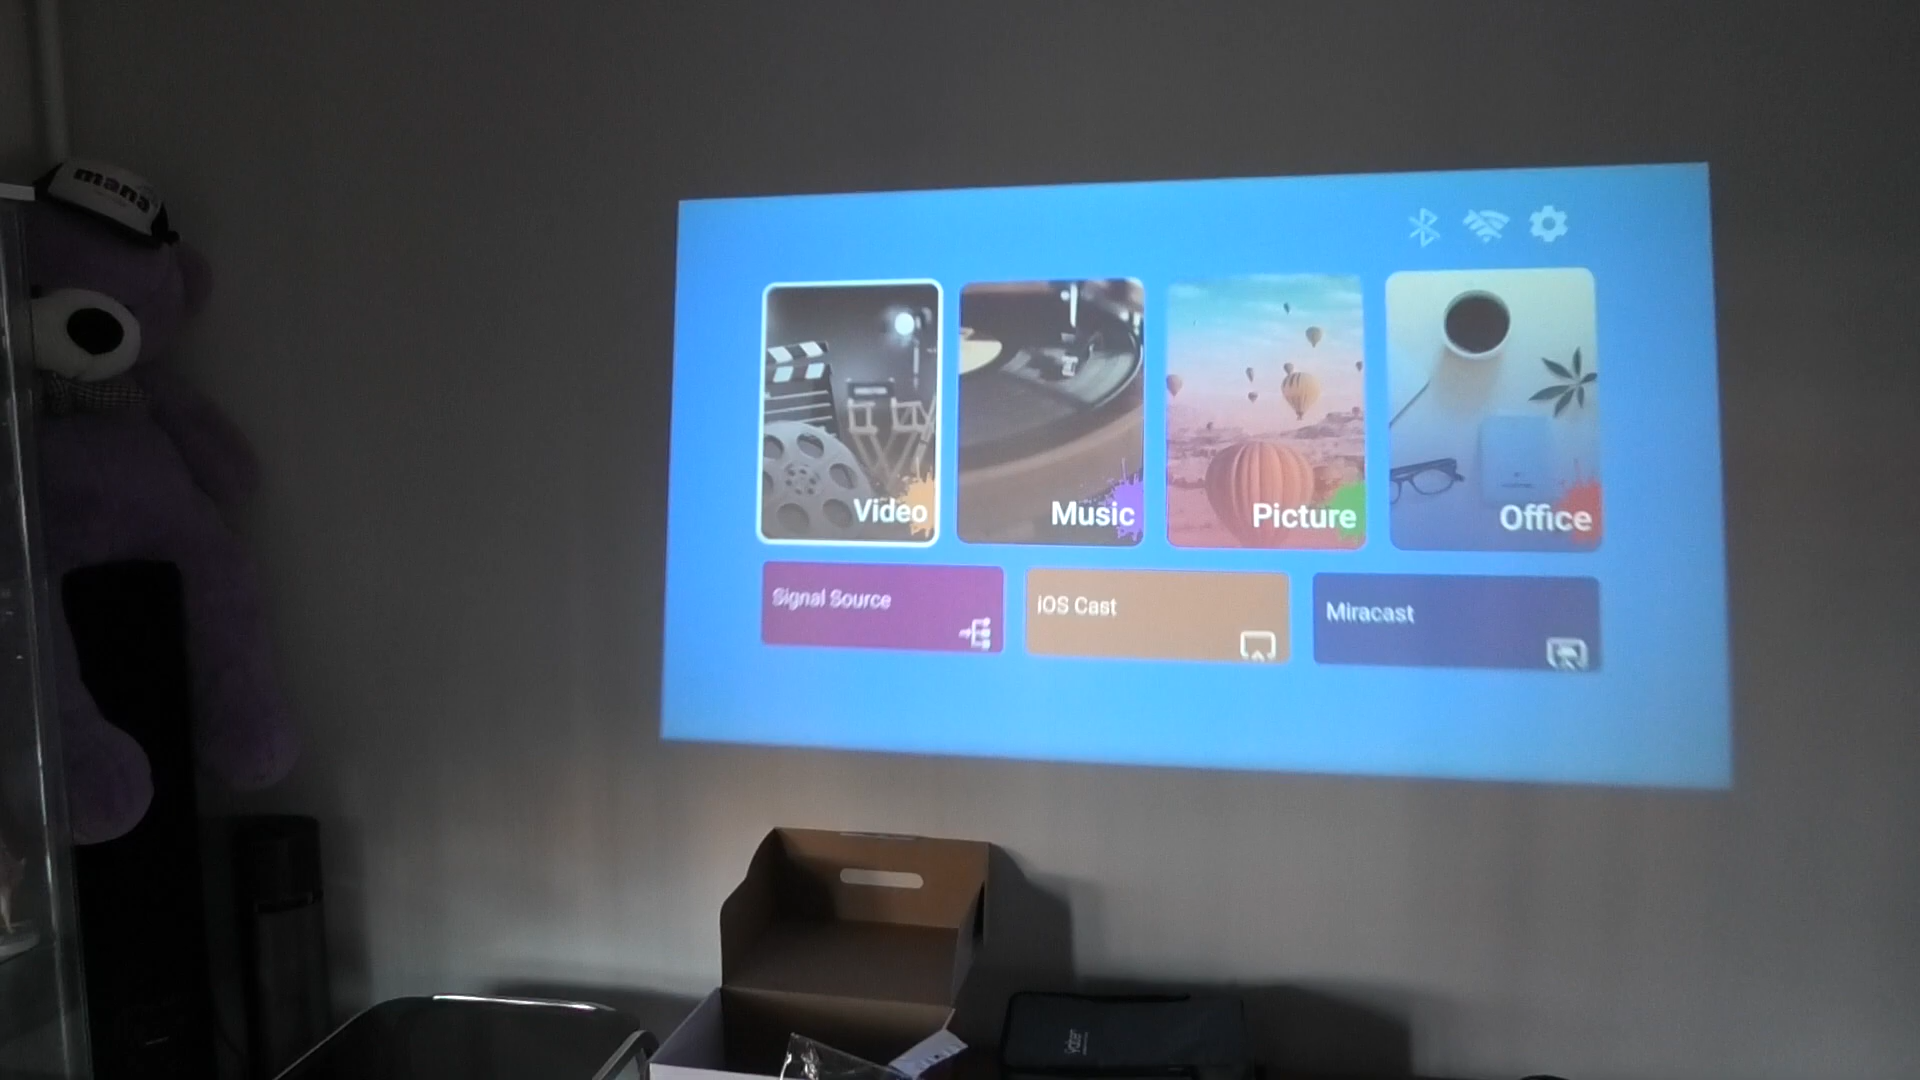 mana
Video
Music
Picture
Office
Signal Source
iOS Cast
Miracast